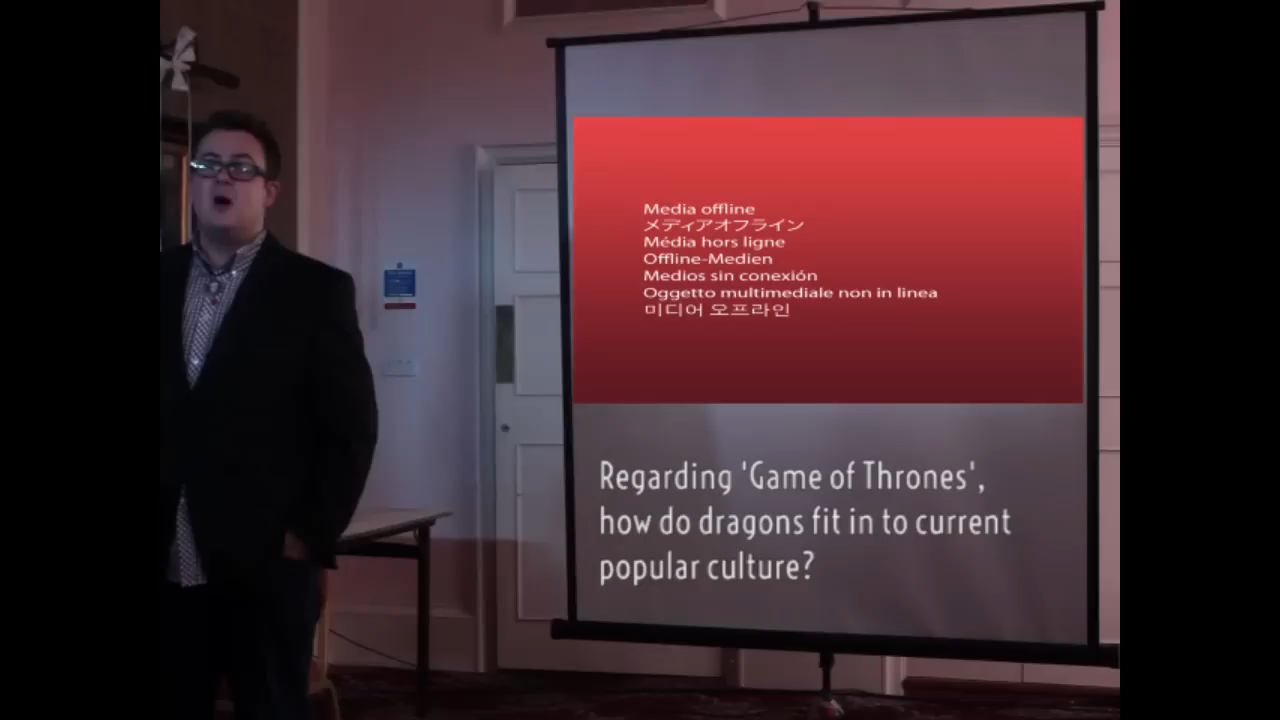 Media offline
メディアオフライン
Média hors ligne
Offline-Medien
Medios sin conexión
Oggetto multimediale non in linea
미디어 오프라인
Regarding 'Game of Thrones',
how do dragons fit in to current
popular culture?